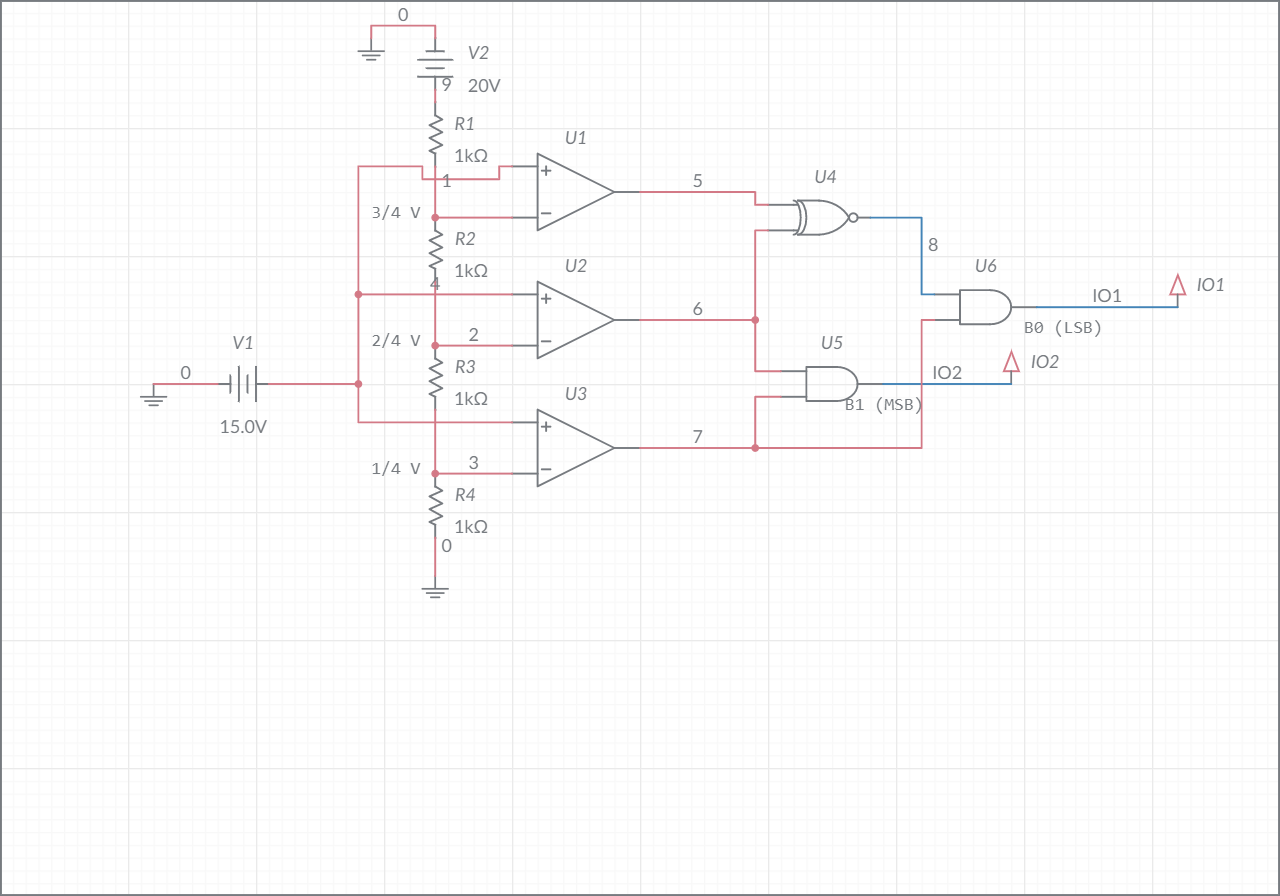 0
V2
9
20V
R1
1kΩ
U1
1
5
U4
3/4 V
R2
1kΩ
8
4
U2
U6
6
IO1
IO1
B0 (LSB)
2/4 V
2
V1
U5
R3
1kΩ
0
IO2
IO2
B1 (MSB)
15.0V
U3
7
1/4 V
3
R4
1kΩ
0